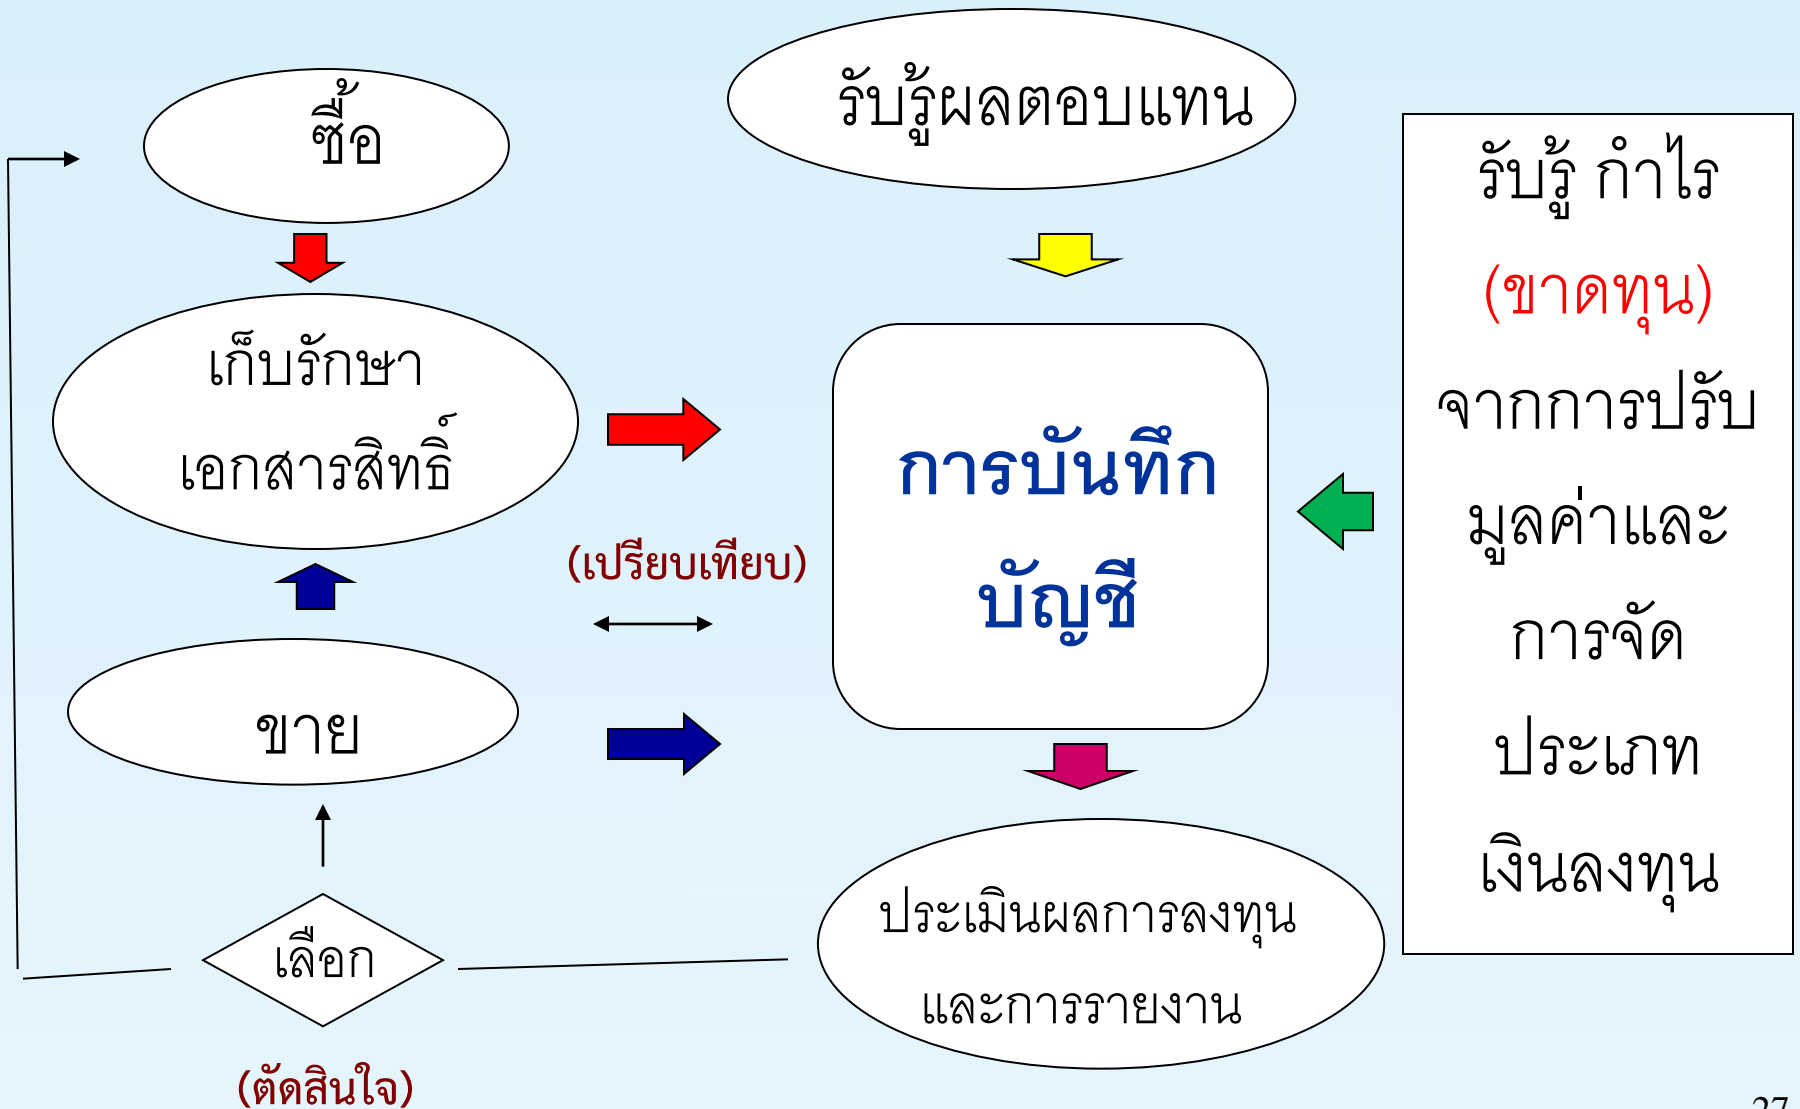 ซื้อ
รับรู้ผลตอบแทน
เก็บรักษา
เอกสารสิทธิ์
(เปรียบเทียบ)
การบันทึก
บัญชี
รับรู้ กำไร
(ขาดทุน)
จากการปรับ
มูลค่าและ
การจัด
ประเภท
เงินลงทุน
ขาย
เลือก
(ตัดสินใจ)
ประเมินผลการลงทุน
และการรายงาน
27